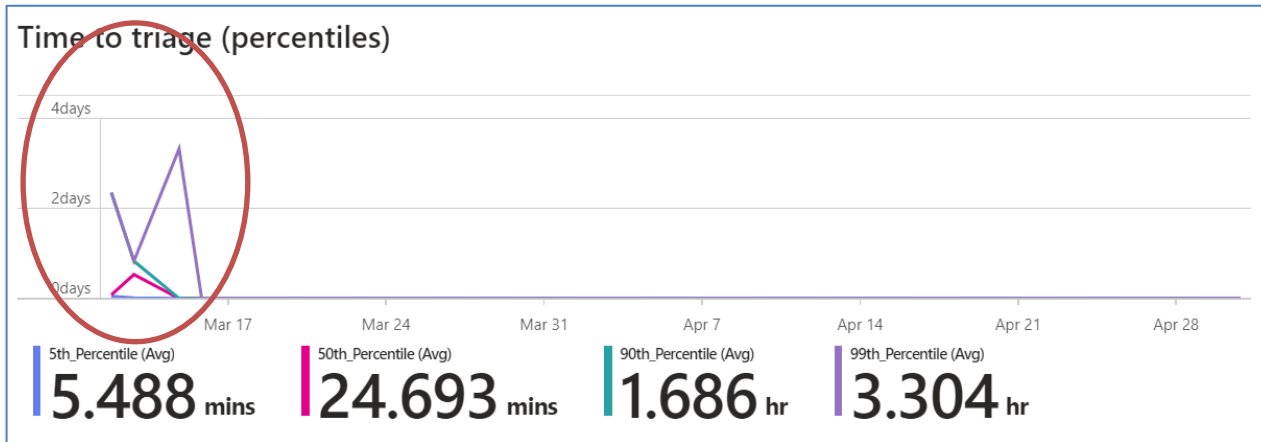 Time to triage (percentiles)
4days
2days
0days
Mar 17 Mar 24 Mar 31 Apr 7 Apr 14 Apr 21 Apr 28
5th_Percentile (Avg) 50th_Percentile (Avg) 90th_Percentile (Avg) 99th_Percentile (Avg)
5.488 mins 24.693 mins 1.686 hr 3.304 hr